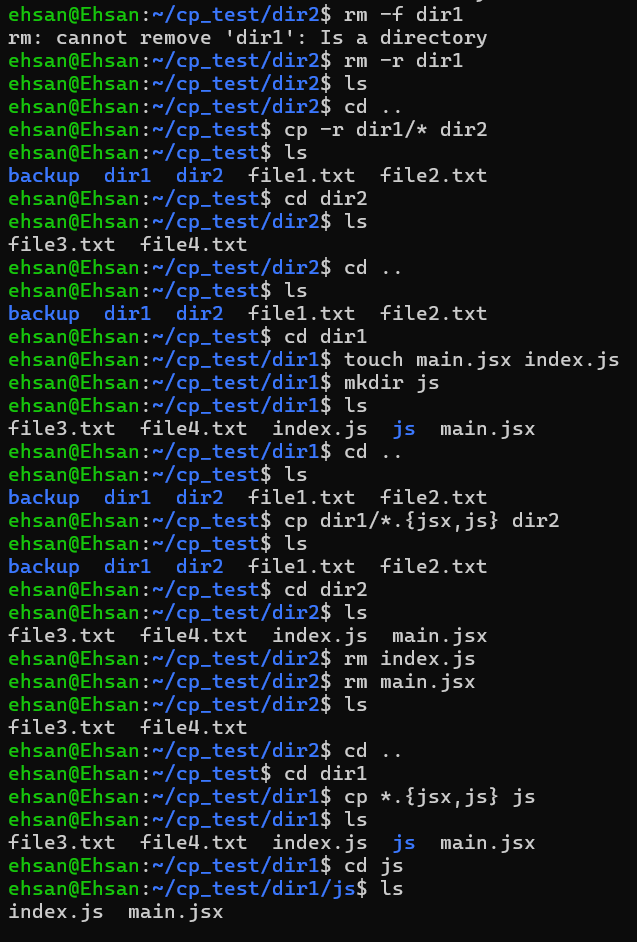 ehsan@Ehsan:~/cp_test/dir2$ rm -f dir1
rm: cannot remove 'dir1': Is a directory
ehsan@Ehsan:~/cp_test/dir2$ rm -r dir1
ehsan@Ehsan:~/cp_test/dir2$ ls
ehsan@Ehsan:~/cp_test/dir2$ cd ..
ehsan@Ehsan:~/cp_test$ cp -r dir1/* dir2
ehsan@Ehsan:~/cp_test$ ls
backup  dir1  dir2  file1.txt  file2.txt
ehsan@Ehsan:~/cp_test$ cd dir2
ehsan@Ehsan:~/cp_test/dir2$ ls
file3.txt  file4.txt
ehsan@Ehsan:~/cp_test/dir2$ cd ..
ehsan@Ehsan:~/cp_test$ ls
backup  dir1  dir2  file1.txt  file2.txt
ehsan@Ehsan:~/cp_test$ cd dir1
ehsan@Ehsan:~/cp_test/dir1$ touch main.jsx index.js
ehsan@Ehsan:~/cp_test/dir1$ mkdir js
ehsan@Ehsan:~/cp_test/dir1$ ls
file3.txt  file4.txt  index.js  js  main.jsx
ehsan@Ehsan:~/cp_test/dir1$ cd ..
ehsan@Ehsan:~/cp_test$ ls
backup  dir1  dir2  file1.txt  file2.txt
ehsan@Ehsan:~/cp_test$ cp dir1/*.{jsx,js} dir2
ehsan@Ehsan:~/cp_test$ ls
backup  dir1  dir2  file1.txt  file2.txt
ehsan@Ehsan:~/cp_test$ cd dir2
ehsan@Ehsan:~/cp_test/dir2$ ls
file3.txt  file4.txt  index.js  main.jsx
ehsan@Ehsan:~/cp_test/dir2$ rm index.js
ehsan@Ehsan:~/cp_test/dir2$ rm main.jsx
ehsan@Ehsan:~/cp_test/dir2$ ls
file3.txt  file4.txt
ehsan@Ehsan:~/cp_test/dir2$ cd ..
ehsan@Ehsan:~/cp_test$ cd dir1
ehsan@Ehsan:~/cp_test/dir1$ cp *.{jsx,js} js
ehsan@Ehsan:~/cp_test/dir1$ ls
file3.txt  file4.txt  index.js  js  main.jsx
ehsan@Ehsan:~/cp_test/dir1$ cd js
ehsan@Ehsan:~/cp_test/dir1/js$ ls
index.js  main.jsx